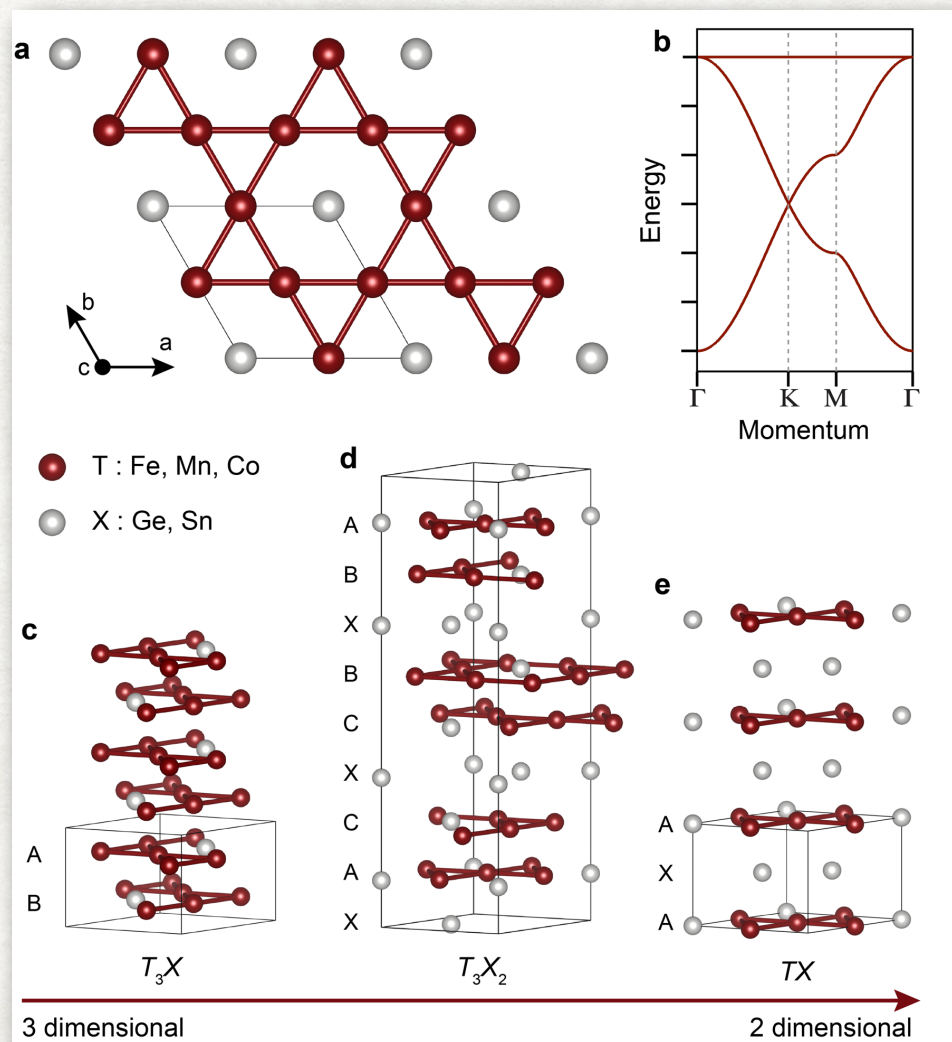 a
b
a
c
b
Energy
Γ
K
M
Γ
Momentum
T : Fe, Mn, Co
X : Ge, Sn
c
A
B
T₃X
d
A
B
X
B
C
X
C
A
X
T₃X₂
e
A
X
A
TX
3 dimensional
2 dimensional